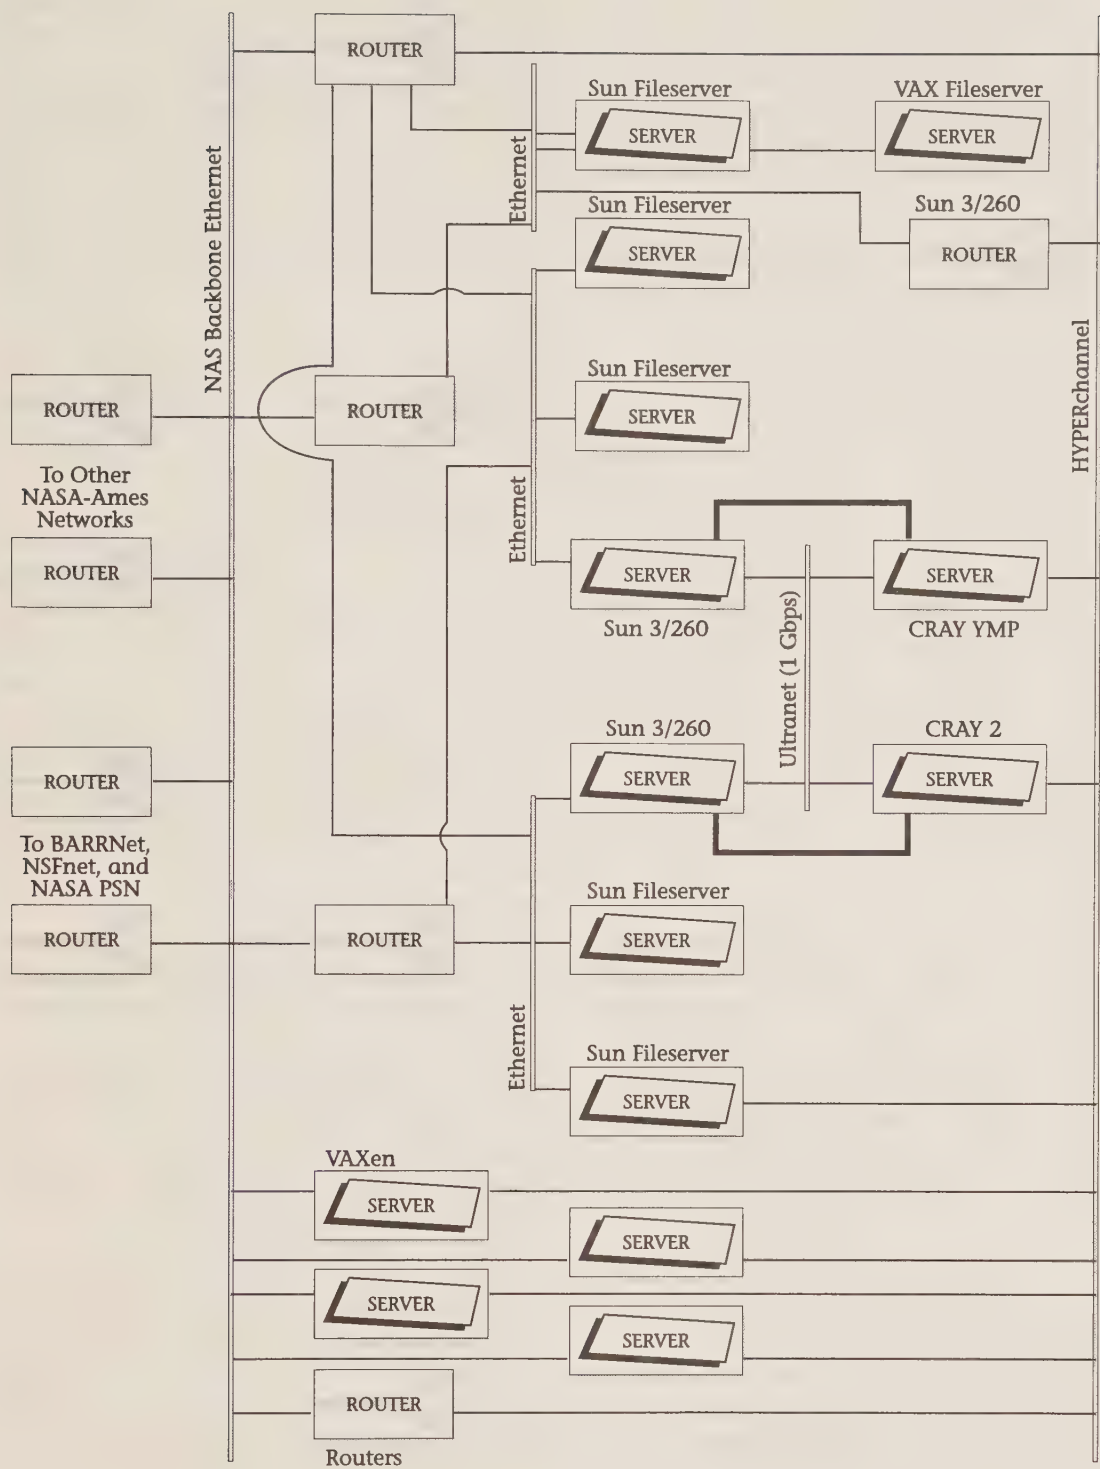 ROUTER
Sun Fileserver
SERVER
VAX Fileserver
SERVER
NAS Backbone Ethernet
Ethernet
Sun Fileserver
SERVER
Sun 3/260
ROUTER
HYPERchannel
ROUTER
ROUTER
Sun Fileserver
SERVER
To Other
NASA-Ames
Networks
ROUTER
Ethernet
SERVER
Sun 3/260
SERVER
CRAY YMP
Ultranet (1 Gbps)
Sun 3/260
SERVER
CRAY 2
SERVER
ROUTER
To BARRNet,
NSFnet, and
NASA PSN
ROUTER
ROUTER
Sun Fileserver
SERVER
Ethernet
Sun Fileserver
SERVER
VAXen
SERVER
SERVER
SERVER
SERVER
ROUTER
Routers